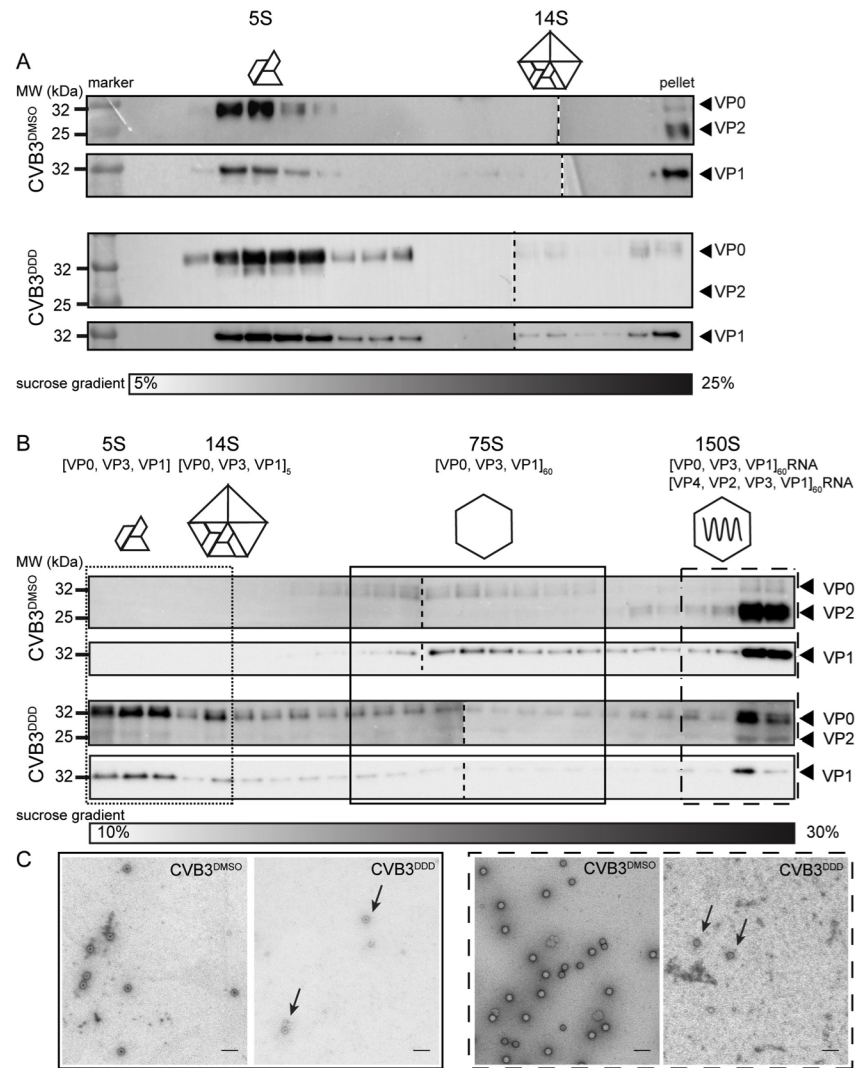 5S 14S
A
marker pellet
MW (kDa)
CVB3DMSO
32
25
VP0
VP2
32
VP1
CVB3DDD
32
25
VP0
VP2
32
VP1
sucrose gradient 5% 25%
B
5S 14S 75S 150S
[VP0, VP3, VP1] [VP0, VP3, VP1]5 [VP0, VP3, VP1]60 [VP0, VP3, VP1]60RNA
[VP4, VP2, VP3, VP1]60RNA
MW (kDa)
CVB3DMSO
32
25
VP0
VP2
32
VP1
CVB3DDD
32
25
VP0
VP2
32
VP1
sucrose gradient
10% 30%
C
CVB3DMSO CVB3DDD CVB3DMSO CVB3DDD